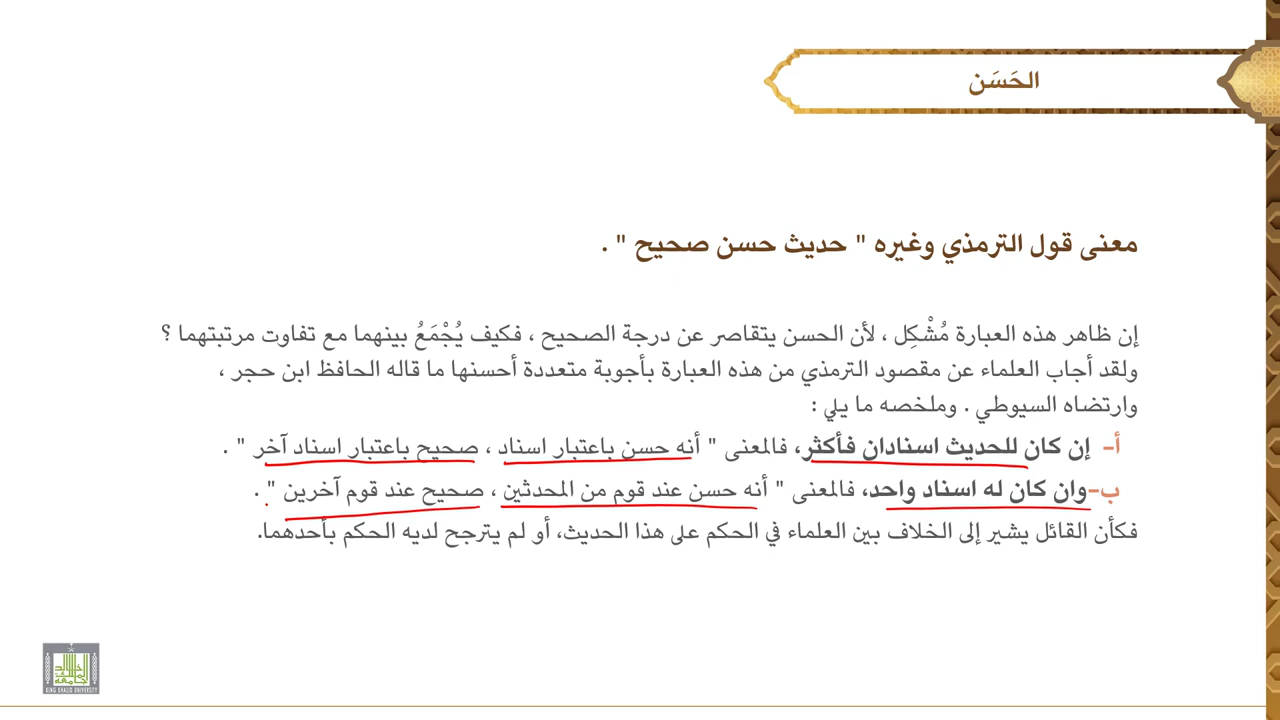 الحَسَن
معنى قول الترمذي وغيره " حديث حسن صحيح " .
إن ظاهر هذه العبارة مُشْكِل ، لأن الحسن يتقاصر عن درجة الصحيح ، فكيف يُجْمَعُ بينهما مع تفاوت مرتبتهما ؟
ولقد أجاب العلماء عن مقصود الترمذي من هذه العبارة بأجوبة متعددة أحسنها ما قاله الحافظ ابن حجر ،
وارتضاه السيوطي . وملخصه ما يلي :
أ- إن كان للحديث اسنادان فأكثر، فالمعنى " أنه حسن باعتبار اسناد ، صحيح باعتبار اسناد آخر " .
ب-وان كان له اسناد واحد، فالمعنى " أنه حسن عند قوم من المحدثين ، صحيح عند قوم آخرين " .
فكأن القائل يشير إلى الخلاف بين العلماء في الحكم على هذا الحديث، أو لم يترجح لديه الحكم بأحدهما.
KING KHALID UNIVERSITY